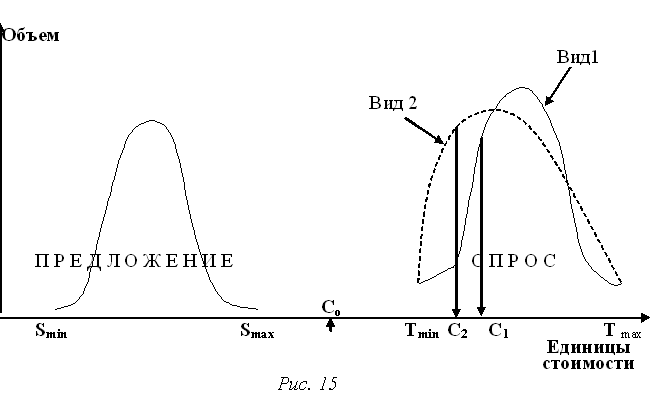 Объем
Вид1
Вид 2
ПРЕДЛОЖЕНИЕ
СПРОС
Smin
Smax
Co
Tmin
C2
C1
T max
Единицы
стоимости
Рис. 15